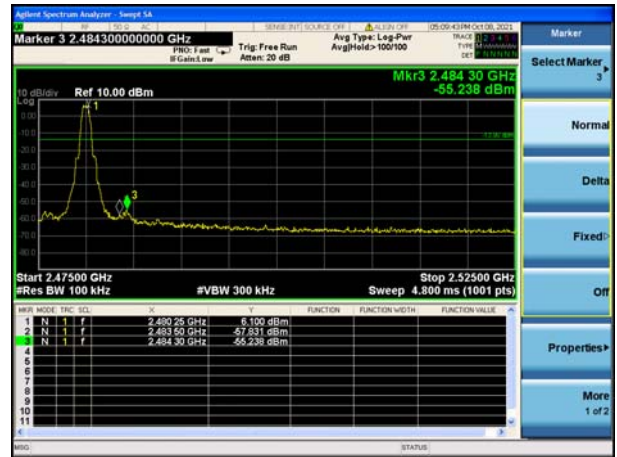 Agilent Spectrum Analyzer - Swept SA
RF 50 Ω AC SENSE:INT SOURCE OFF ALIGN OFF 05:09:43 PM Oct 08, 2021
Marker 3 2.484300000000 GHz
PNO: Fast
IFGain:Low
Trig: Free Run
Atten: 20 dB
Avg Type: Log-Pwr
Avg|Hold:>100/100
TRACE 1 2 3 4 5 6
TYPE
DET
Mkr3 2.484 30 GHz
-55.238 dBm
10 dB/div Ref 10.00 dBm
Log
0.00
-10.0
-20.0
-30.0
-40.0
-50.0
-60.0
-70.0
-80.0
1
3
Start 2.47500 GHz Stop 2.52500 GHz
#Res BW 100 kHz #VBW 300 kHz Sweep 4.800 ms (1001 pts)
MKR MODE TRC SCL X Y FUNCTION FUNCTION WIDTH FUNCTION VALUE
1 N 1 f 2.480 25 GHz 6.100 dBm
2 N 1 f 2.483 50 GHz -57.831 dBm
3 N 1 f 2.484 30 GHz -55.238 dBm
4
5
6
7
8
9
10
11
MSG STATUS
Marker
Select Marker
3
Normal
Delta
Fixed
Off
Properties
More
1 of 2